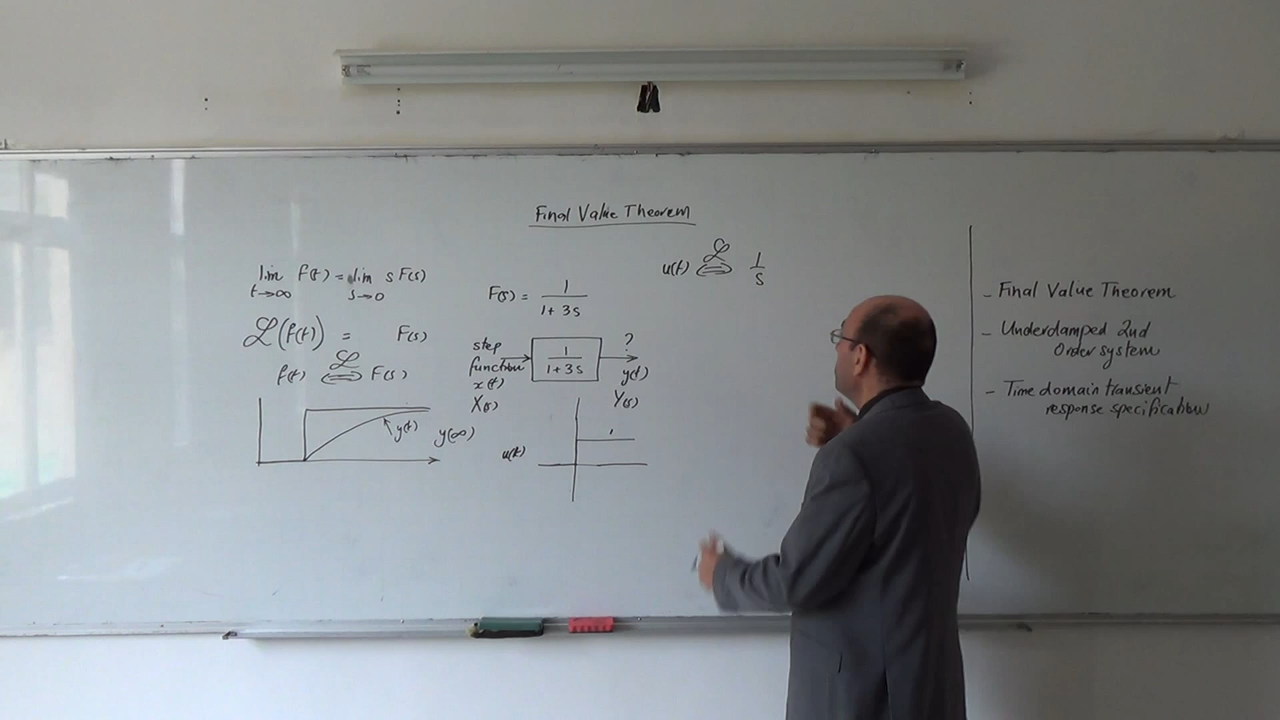 Final Value Theorem
lim f(t) = lim s F(s)
t→∞ s→0
ℒ(f(t)) = F(s)
ℒ
f(t) ⇔ F(s)
y(t)
y(∞)
F(s) = 1
1 + 3s
step
function
x(t)
X(s)
1
1 + 3s
?
y(t)
Y(s)
u(t)
ℒ
u(t) ⇔ 1
s
- Final Value Theorem
- Underdamped 2nd
Order system
- Time domain transient
response specification